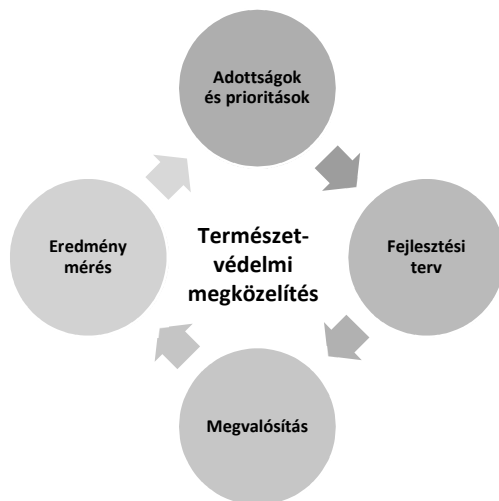 Adottságok
és prioritások
Fejlesztési
terv
Megvalósítás
Eredmény
mérés
Természet-
védelmi
megközelítés